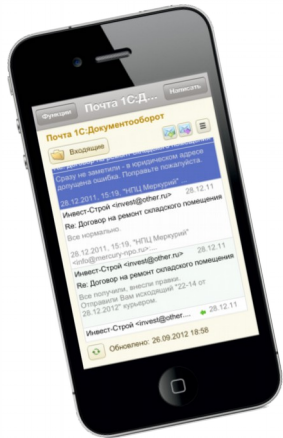 Функции
Почта 1С:Д...
Написать
Почта 1С:Документооборот
Входящие
Сразу не заметили - в юридическом адресе
допущена ошибка. Поправьте пожалуйста.
28.12.2011, 15:19, "НПЦ Меркурий" ...
Инвест-Строй <invest@other.ru> 28.12.11
Re: Договор на ремонт складского помещения
Все нормально.
28.12.2011, 15:19, "НПЦ Меркурий"
<info@mercury-npo.ru>:...
Инвест-Строй <invest@other.ru> 28.12.11
Re: Договор на ремонт складского помещения
Все получили, внесли правки.
Отправили Вам исходящий "22-14 от
28.12.2012" курьером.
Инвест-Строй <invest@other.... 28.12.11
Обновлено: 26.09.2012 18:58